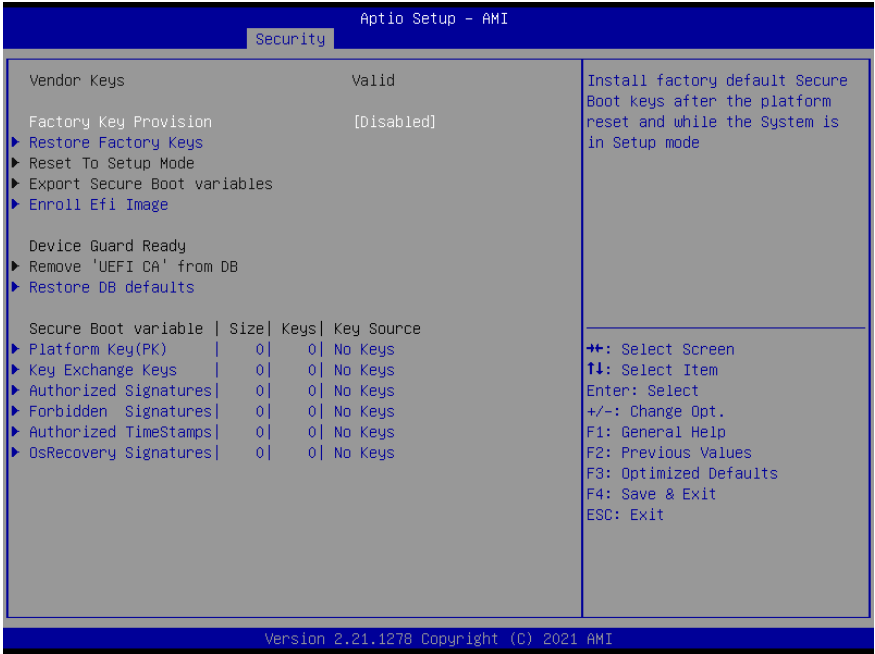 Aptio Setup – AMI
Security
Vendor Keys Valid
Factory Key Provision [Disabled]
Restore Factory Keys
Reset To Setup Mode
Export Secure Boot variables
Enroll Efi Image
Device Guard Ready
Remove 'UEFI CA' from DB
Restore DB defaults
Secure Boot variable | Size| Keys| Key Source
Platform Key(PK) | 0| 0| No Keys
Key Exchange Keys | 0| 0| No Keys
Authorized Signatures| 0| 0| No Keys
Forbidden Signatures| 0| 0| No Keys
Authorized TimeStamps| 0| 0| No Keys
OsRecovery Signatures| 0| 0| No Keys
Install factory default Secure
Boot keys after the platform
reset and while the System is
in Setup mode
→←: Select Screen
↑↓: Select Item
Enter: Select
+/-: Change Opt.
F1: General Help
F2: Previous Values
F3: Optimized Defaults
F4: Save & Exit
ESC: Exit
Version 2.21.1278 Copyright (C) 2021 AMI